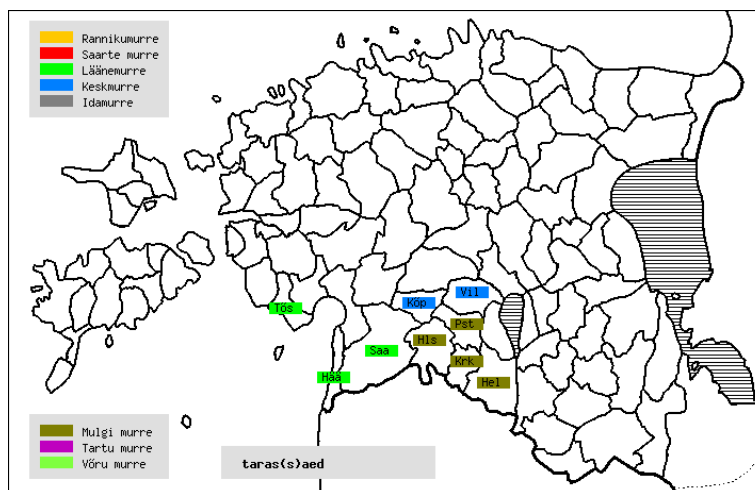 Rannikumurre
Saarte murre
Läänemurre
Keskmurre
Idamurre
Vil
Köp
Tös
Pst
Hls
Saa
Krk
Hää
Hel
Mulgi murre
Tartu murre
Võru murre
taras(s)aed